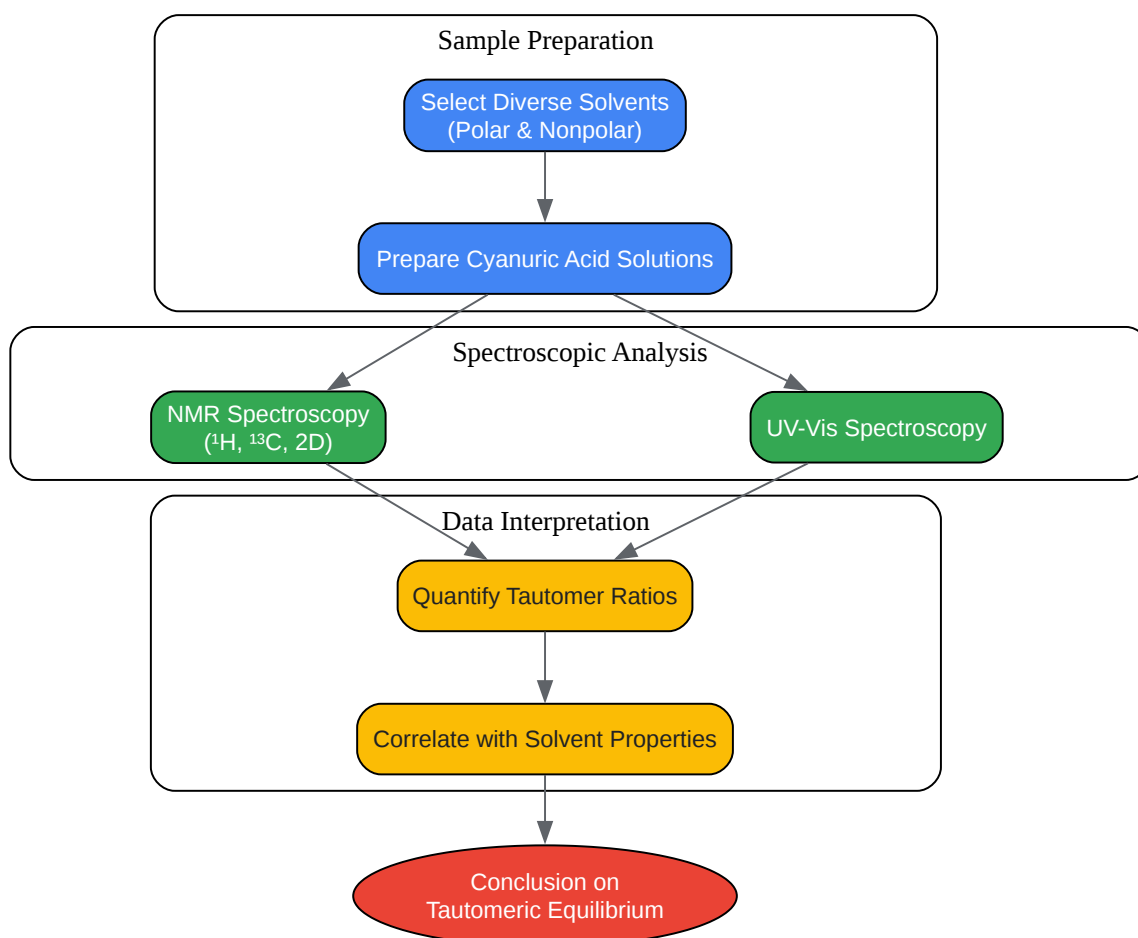 Sample Preparation
Select Diverse Solvents
(Polar & Nonpolar)
Prepare Cyanuric Acid Solutions
Spectroscopic Analysis
NMR Spectroscopy
(¹H, ¹³C, 2D)
UV-Vis Spectroscopy
Data Interpretation
Quantify Tautomer Ratios
Correlate with Solvent Properties
Conclusion on
Tautomeric Equilibrium